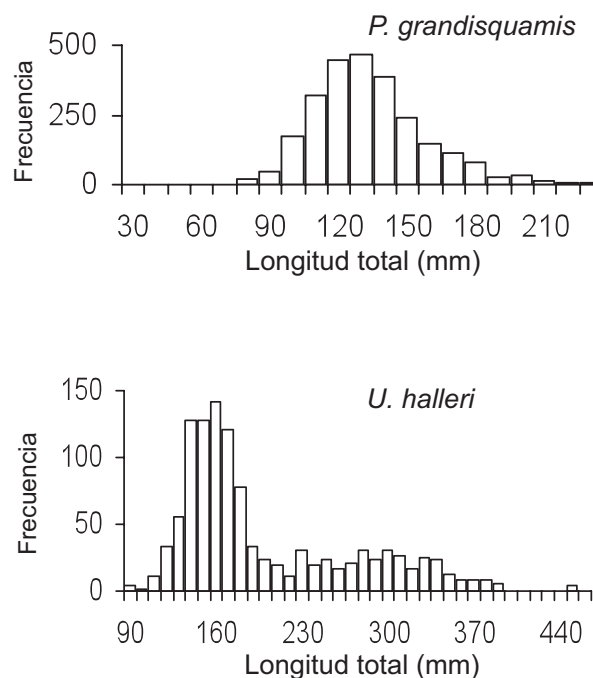 P. grandisquamis
500
250
0
Frecuencia
30 60 90 120 150 180 210
Longitud total (mm)
U. halleri
150
100
50
0
Frecuencia
90 160 230 300 370 440
Longitud total (mm)